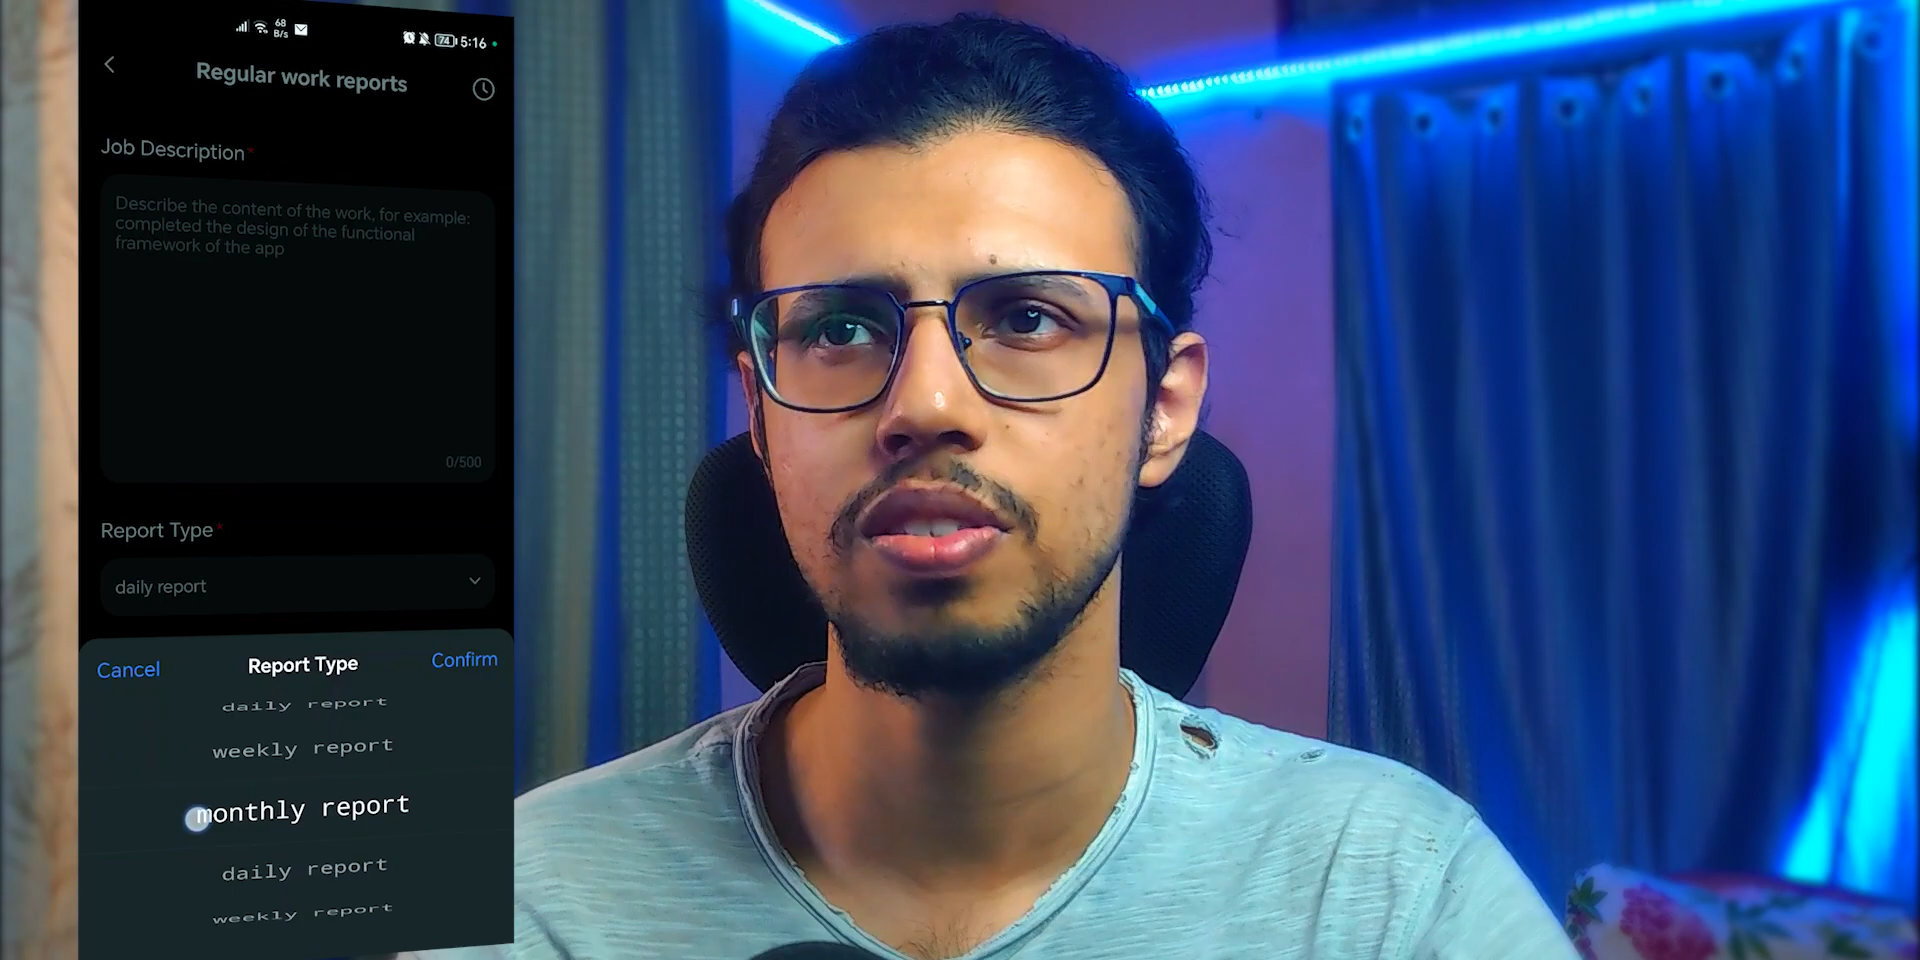 68
B/s
74
5:16
Regular work reports
Job Description*
Describe the content of the work, for example:
completed the design of the functional
framework of the app
0/500
Report Type*
daily report
Cancel
Report Type
Confirm
daily report
weekly report
monthly report
daily report
weekly report